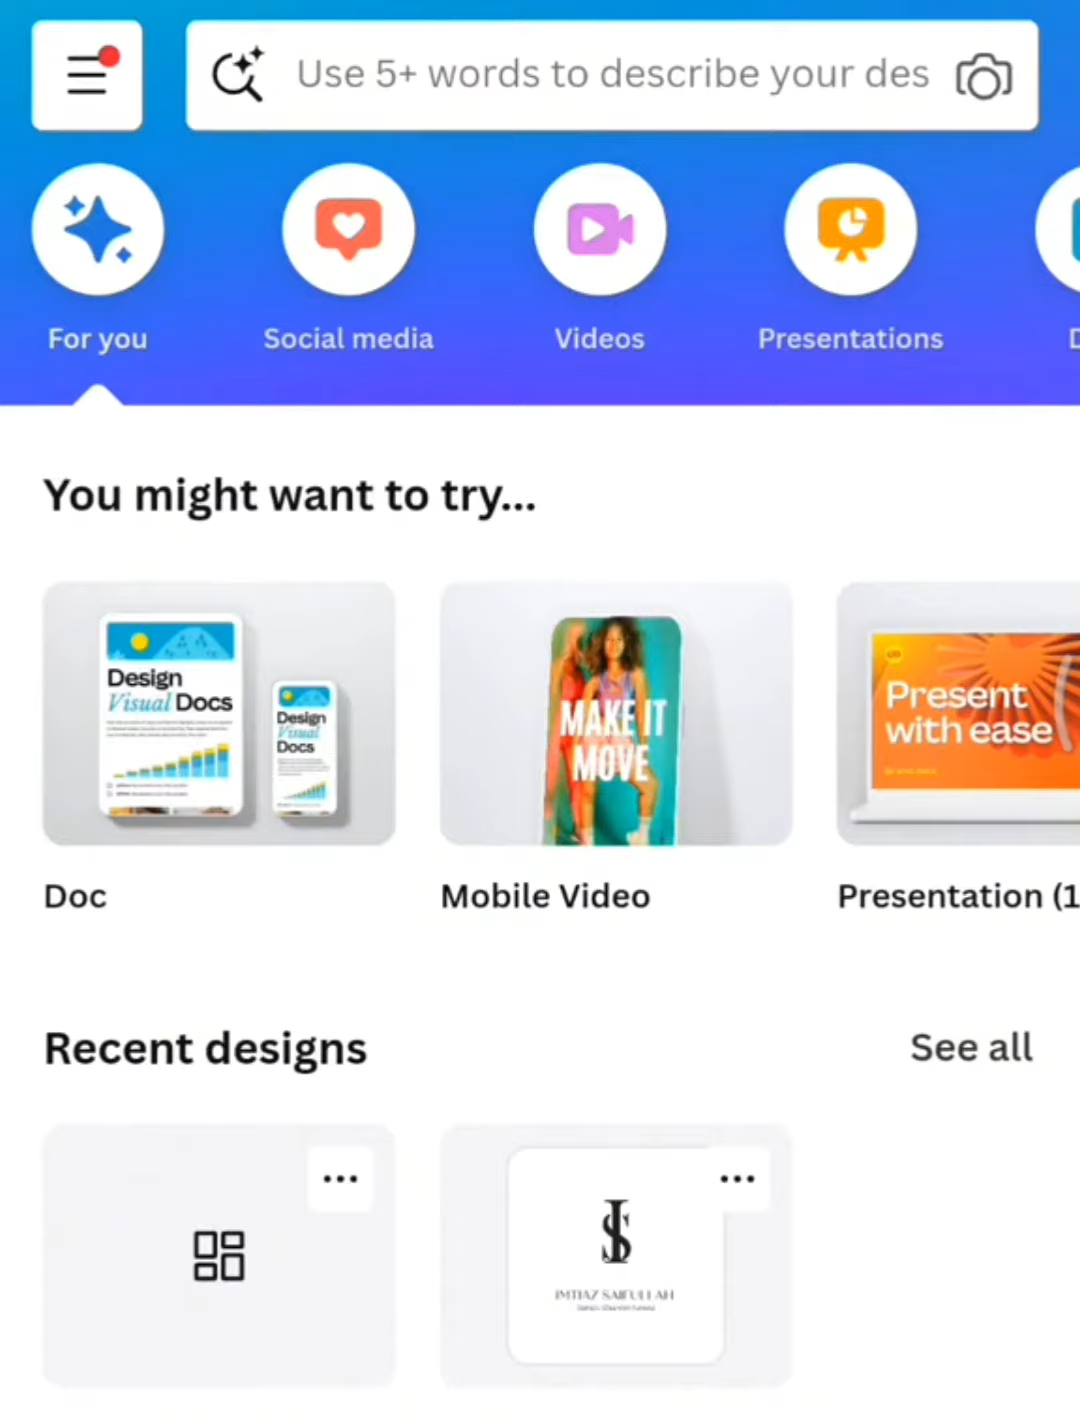 Use 5+ words to describe your des
For you
Social media
Videos
Presentations
You might want to try...
Design
Visual Docs
Design
Visual
Docs
MAKE IT
MOVE
Present
with ease
Doc
Mobile Video
Presentation (1
Recent designs
See all
IMTIAZ SAIFULLAH